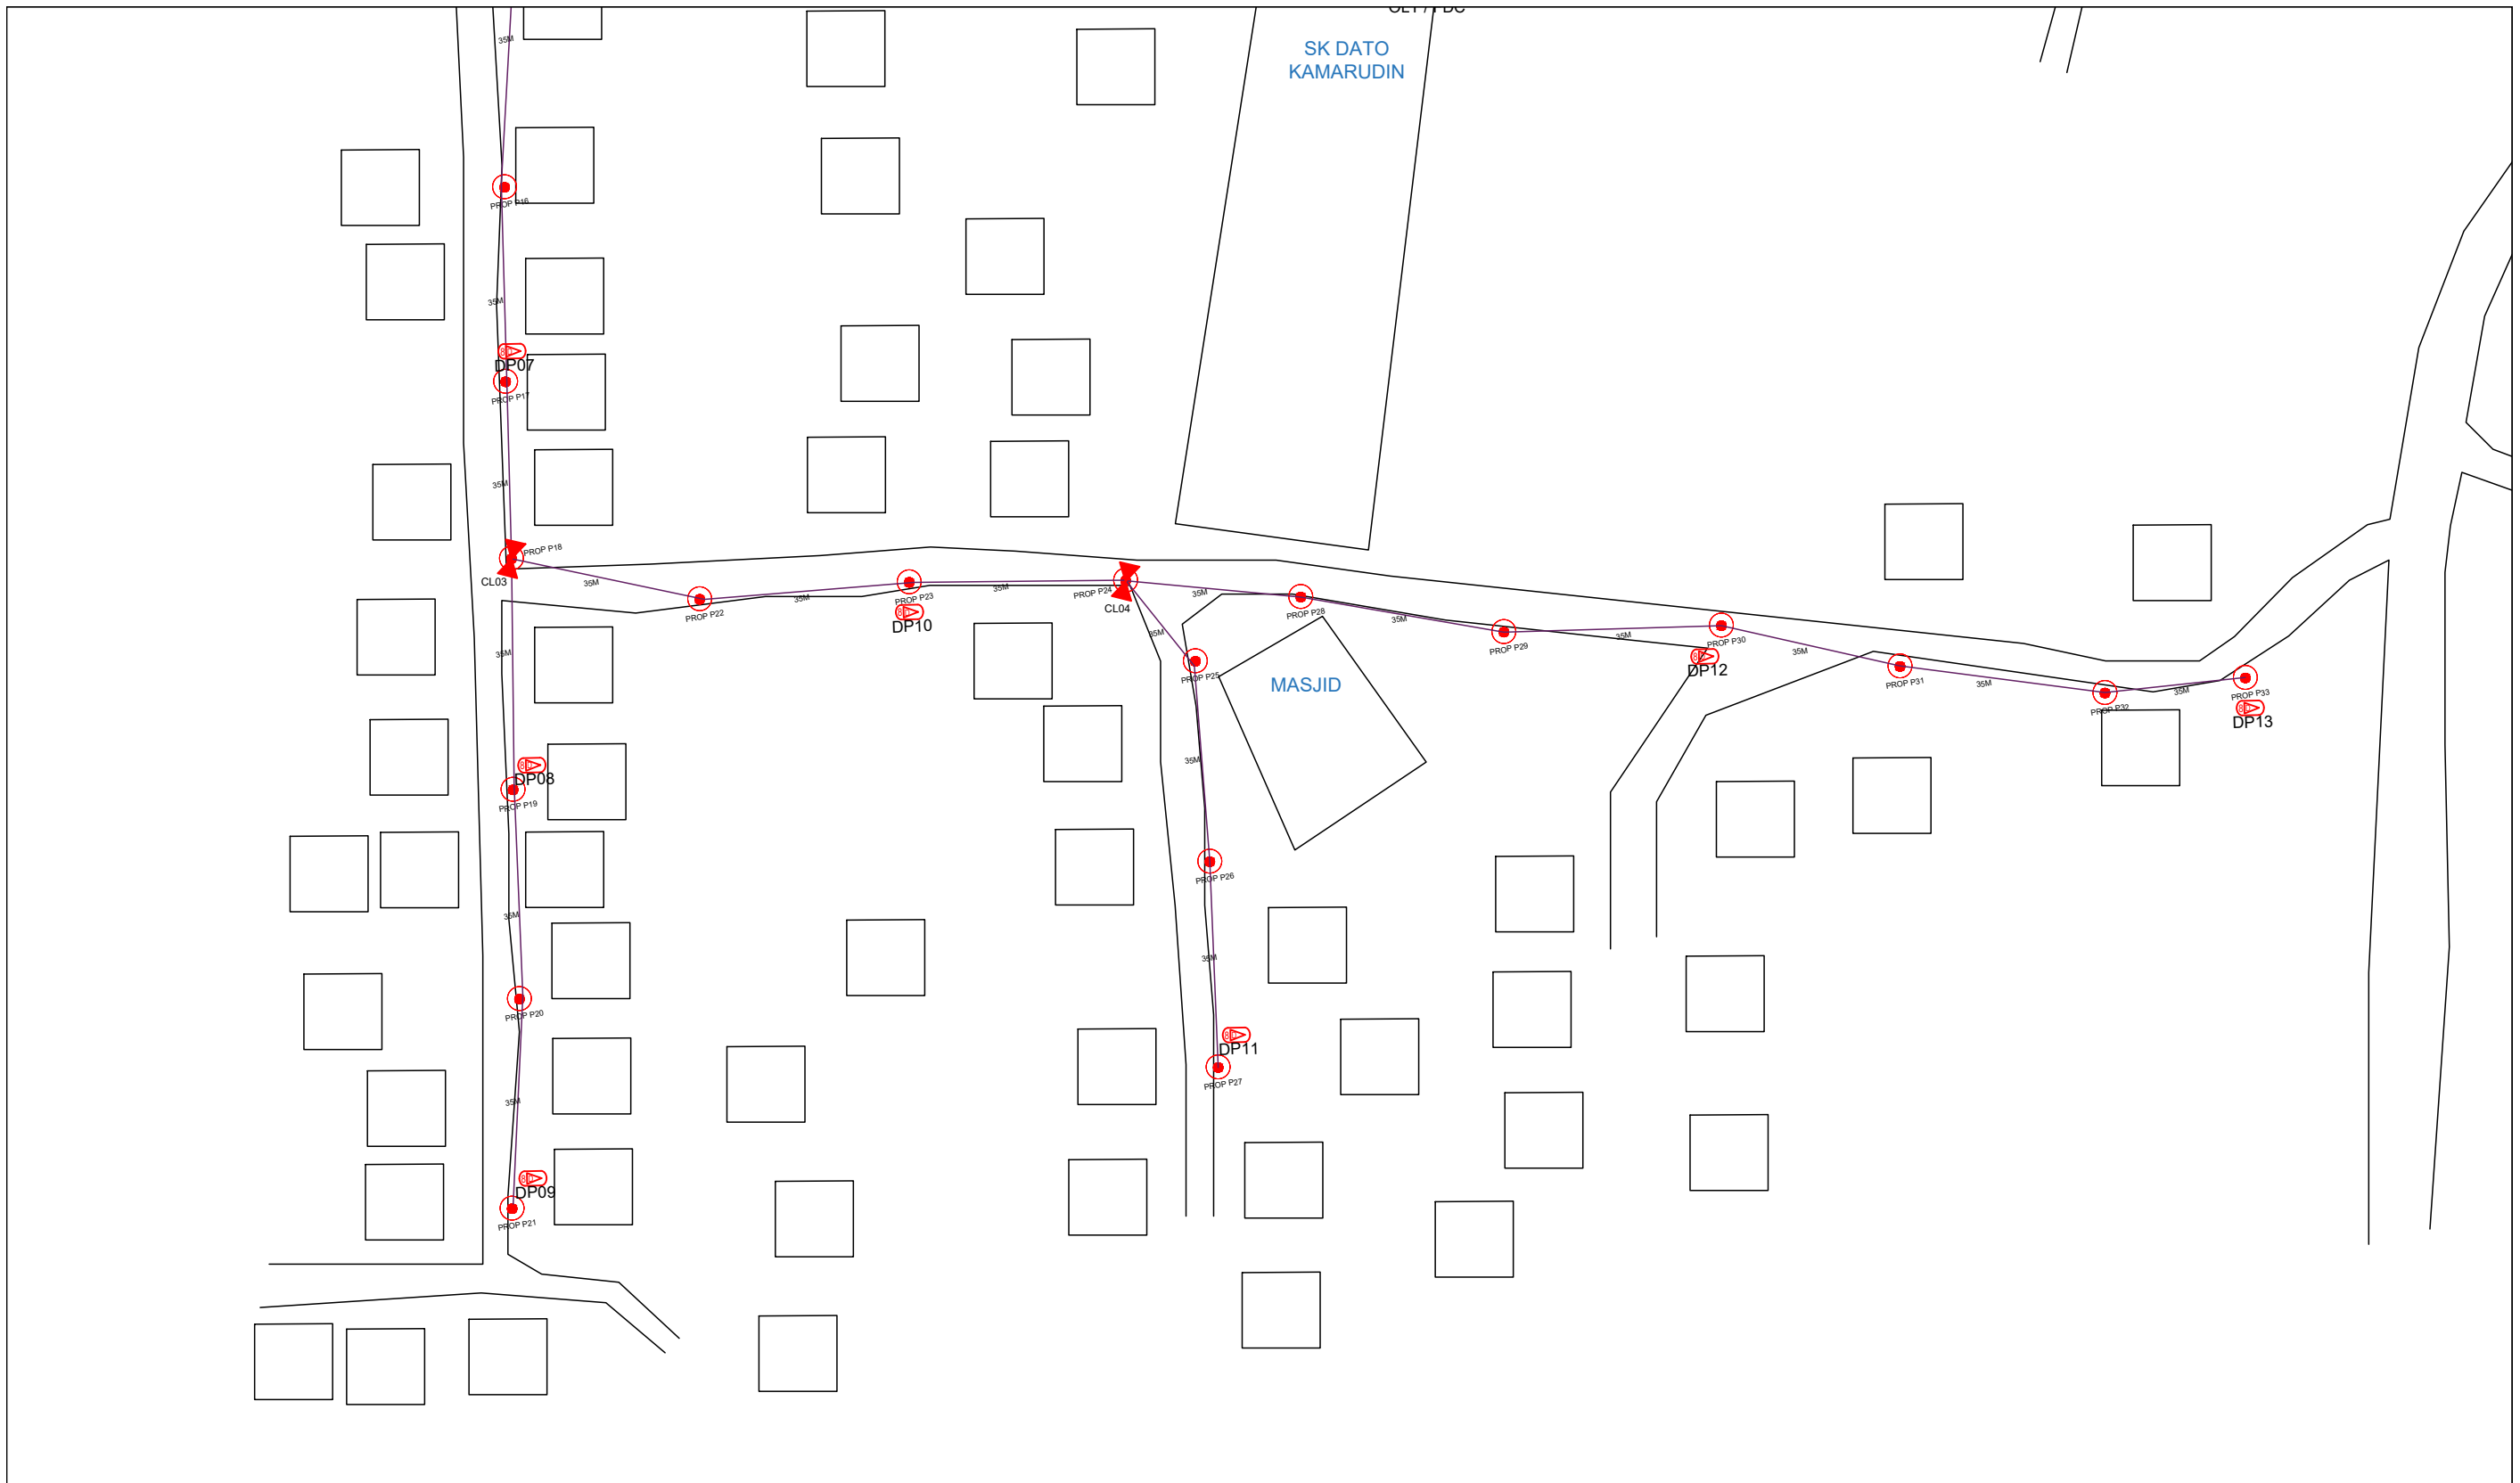 35M
SK DATO
KAMARUDIN
PROP P16
35M
DP07
PROP P17
35M
PROP P18
CL03
35M
PROP P22
35M
PROP P23
DP10
35M
PROP P24
CL04
35M
35M
PROP P28
35M
PROP P29
35M
PROP P30
DP12
35M
PROP P31
35M
PROP P32
35M
PROP P33
DP13
PROP P25
MASJID
35M
35M
DP08
PROP P19
PROP P26
35M
35M
PROP P20
DP11
PROP P27
35M
DP09
PROP P21